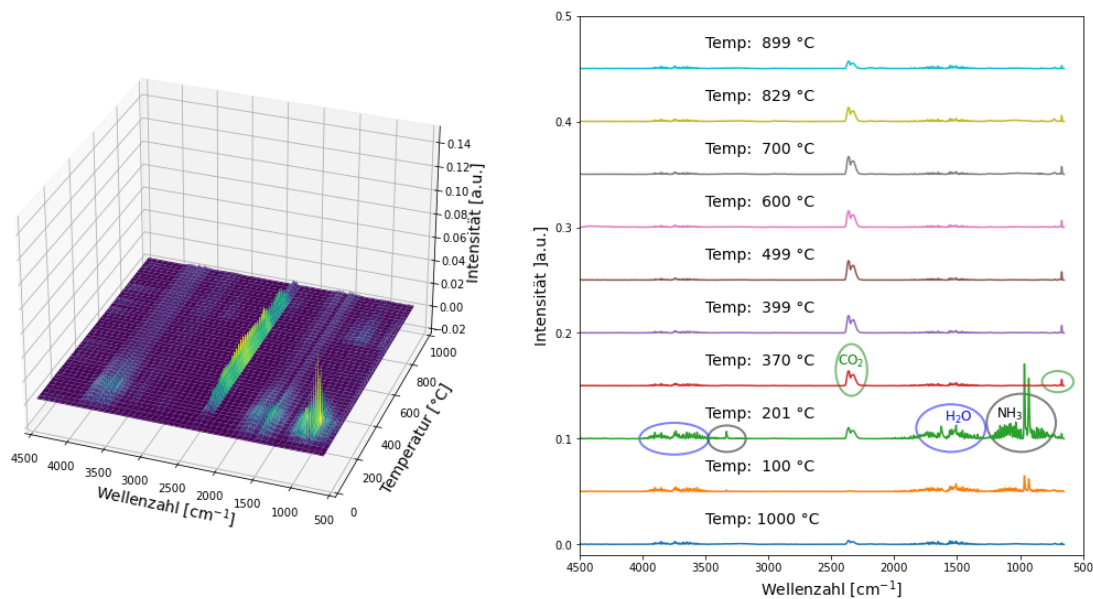 0.14
0.12
0.10
0.08
0.06
0.04
0.02
0.00
−0.02
Intensität [a.u.]
1000
800
600
400
200
0
Temperatur [°C]
4500
4000
3500
3000
2500
2000
1500
1000
500
Wellenzahl [cm⁻¹]
0.5
0.4
0.3
0.2
0.1
0.0
Intensität ]a.u.]
Temp: 899 °C
Temp: 829 °C
Temp: 700 °C
Temp: 600 °C
Temp: 499 °C
Temp: 399 °C
CO₂
Temp: 370 °C
Temp: 201 °C
H₂O
NH₃
Temp: 100 °C
Temp: 1000 °C
4500
4000
3500
3000
2500
2000
1500
1000
500
Wellenzahl [cm⁻¹]